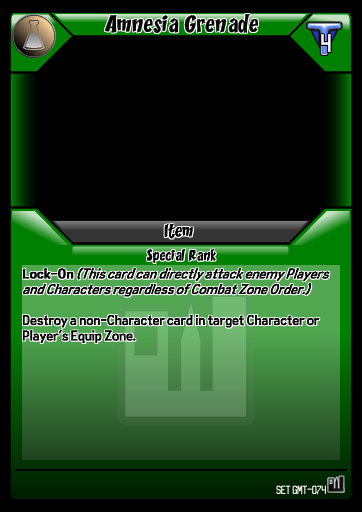 Amnesia Grenade
4
Item
Special Rank
Lock-On (This card can directly attack enemy Players
and Characters regardless of Combat Zone Order.)
Destroy a non-Character card in target Character or
Player's Equip Zone.
SET GMT-074